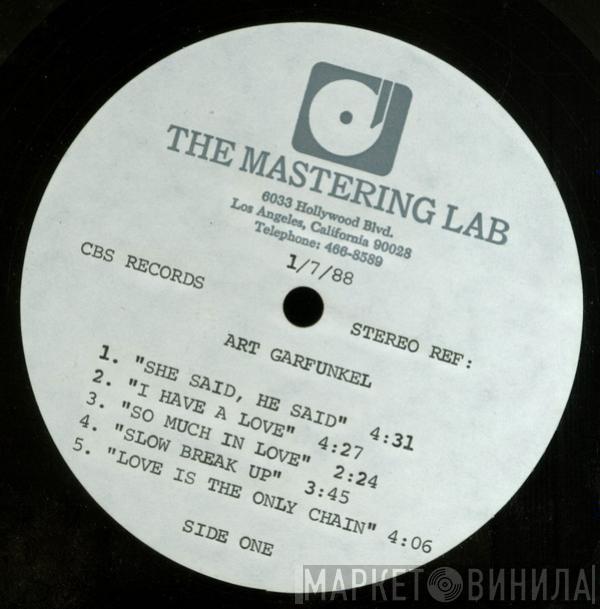 THE MASTERING LAB
6033 Hollywood Blvd.
Los Angeles, California 90028
Telephone: 466-8589
1/7/88
CBS RECORDS
STEREO REF:
ART GARFUNKEL
1. "SHE SAID, HE SAID" 4:31
2. "I HAVE A LOVE" 4:27
3. "SO MUCH IN LOVE" 2:24
4. "SLOW BREAK UP" 3:45
5. "LOVE IS THE ONLY CHAIN" 4:06
SIDE ONE
МАРКЕТ ВИНИЛА